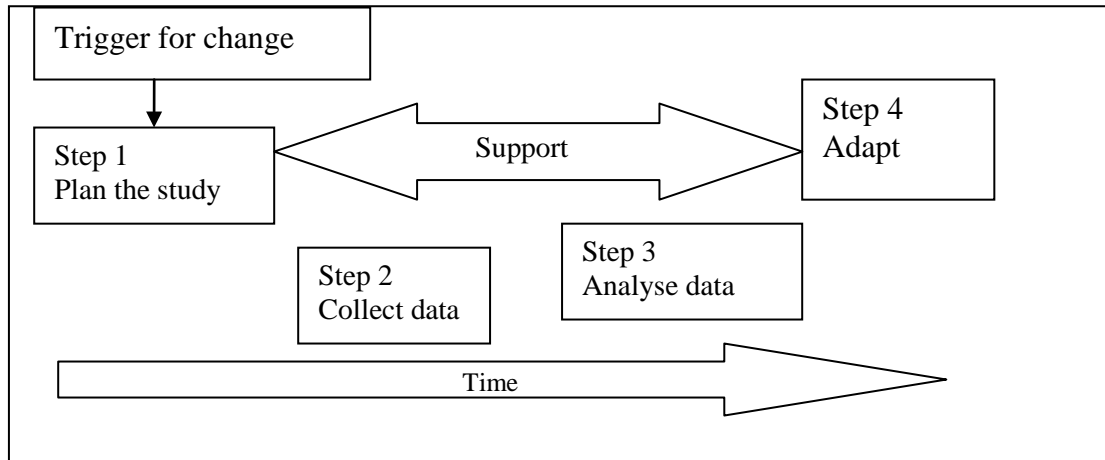 Trigger for change
Step 1
Plan the study
Support
Step 4
Adapt
Step 2
Collect data
Step 3
Analyse data
Time